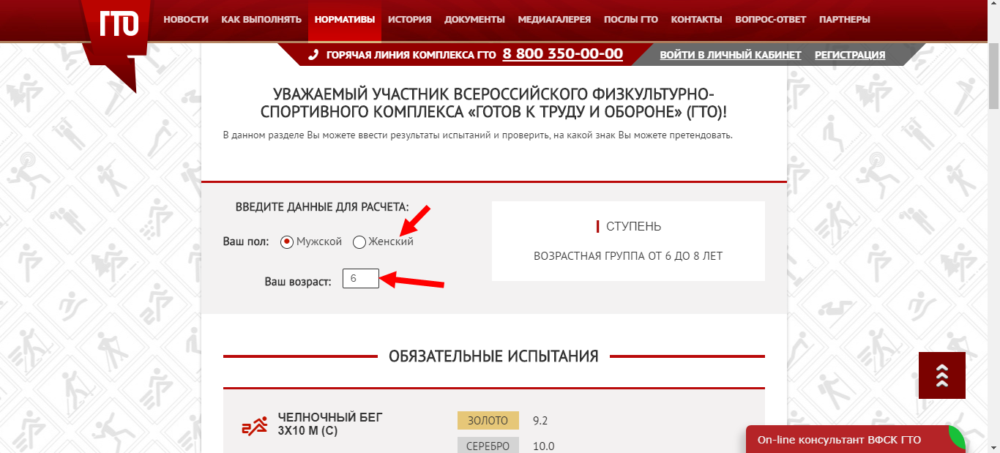 ГТО
НОВОСТИ КАК ВЫПОЛНЯТЬ НОРМАТИВЫ ИСТОРИЯ ДОКУМЕНТЫ МЕДИАГАЛЕРЕЯ ПОСЛЫ ГТО КОНТАКТЫ ВОПРОС-ОТВЕТ ПАРТНЕРЫ
ГОРЯЧАЯ ЛИНИЯ КОМПЛЕКСА ГТО 8 800 350-00-00 ВОЙТИ В ЛИЧНЫЙ КАБИНЕТ РЕГИСТРАЦИЯ
УВАЖАЕМЫЙ УЧАСТНИК ВСЕРОССИЙСКОГО ФИЗКУЛЬТУРНО-
СПОРТИВНОГО КОМПЛЕКСА «ГОТОВ К ТРУДУ И ОБОРОНЕ» (ГТО)!
В данном разделе Вы можете ввести результаты испытаний и проверить, на какой знак Вы можете претендовать.
ВВЕДИТЕ ДАННЫЕ ДЛЯ РАСЧЕТА:
Ваш пол: Мужской Женский
Ваш возраст: 6
I СТУПЕНЬ
ВОЗРАСТНАЯ ГРУППА ОТ 6 ДО 8 ЛЕТ
ОБЯЗАТЕЛЬНЫЕ ИСПЫТАНИЯ
ЧЕЛНОЧНЫЙ БЕГ
3X10 М (С)
ЗОЛОТО 9.2
СЕРЕБРО 10.0
On-line консультант ВФСК ГТО